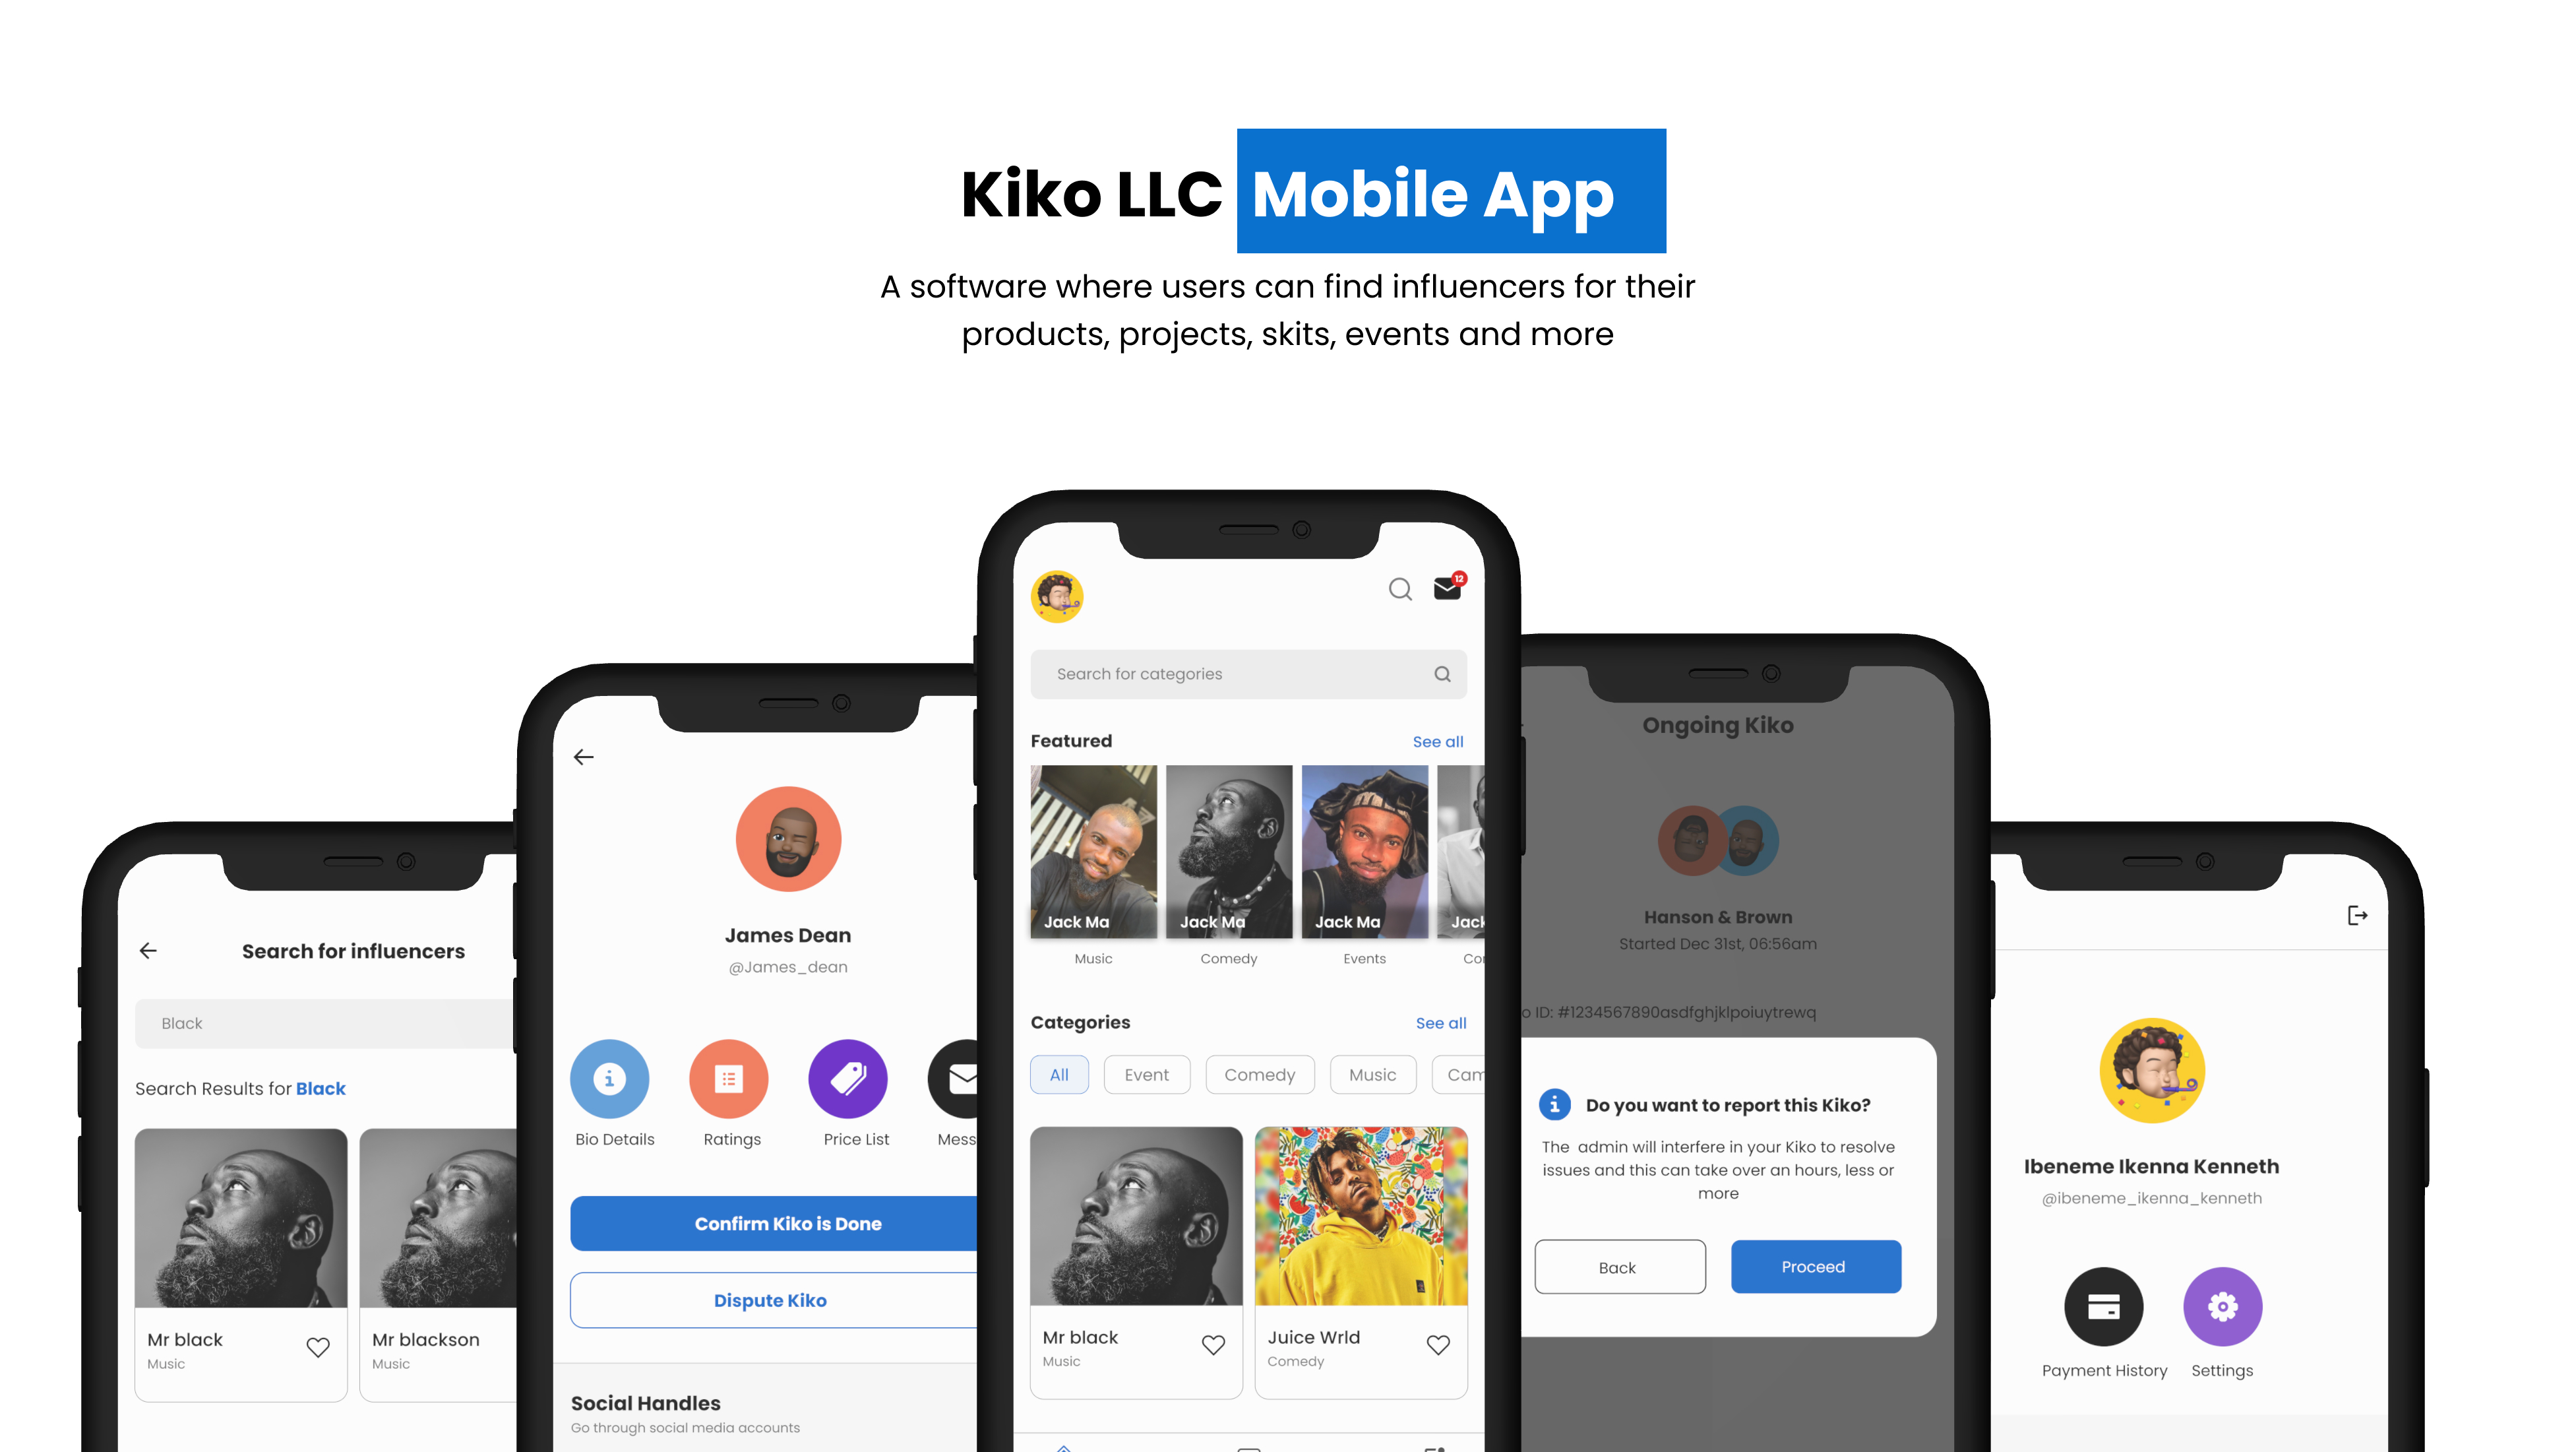 Kiko LLC Mobile App
A software where users can find influencers for their
products, projects, skits, events and more
Search for influencers
Black
Search Results for Black
Mr black
Music
Mr blackson
Music
James Dean
@James_dean
Bio Details
Ratings
Price List
Mess
Confirm Kiko is Done
Dispute Kiko
Social Handles
Go through social media accounts
12
Search for categories
Featured
See all
Jack Ma
Jack Ma
Jack Ma
Jack
Music
Comedy
Events
Co
Categories
See all
All
Event
Comedy
Music
Cam
Mr black
Music
Juice Wrld
Comedy
Ongoing Kiko
Hanson & Brown
Started Dec 31st, 06:56am
o ID: #1234567890asdfghjklpoiuytrewq
Do you want to report this Kiko?
The admin will interfere in your Kiko to resolve
issues and this can take over an hours, less or
more
Back
Proceed
Ibeneme Ikenna Kenneth
@ibeneme_ikenna_kenneth
Payment History
Settings